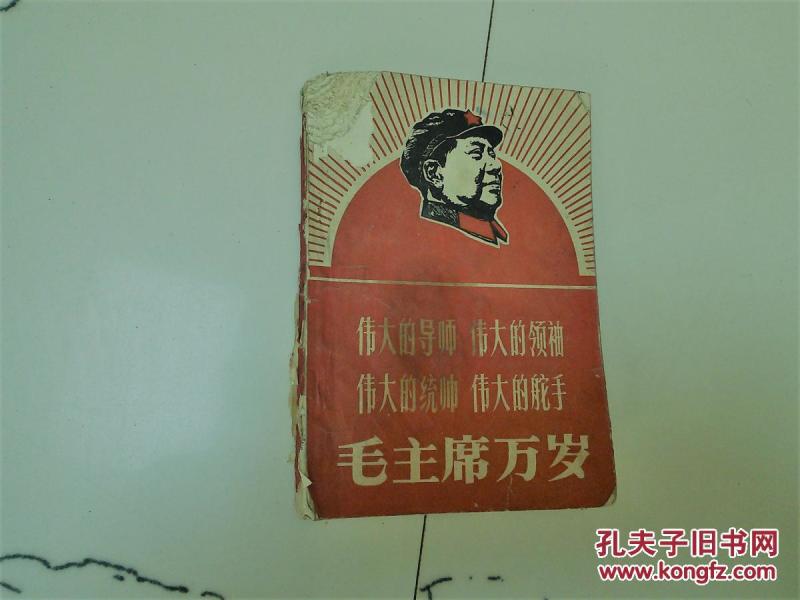 伟大的导师 伟大的领袖
伟大的统帅 伟大的舵手
毛主席万岁
孔夫子旧书网
www.kongfz.com